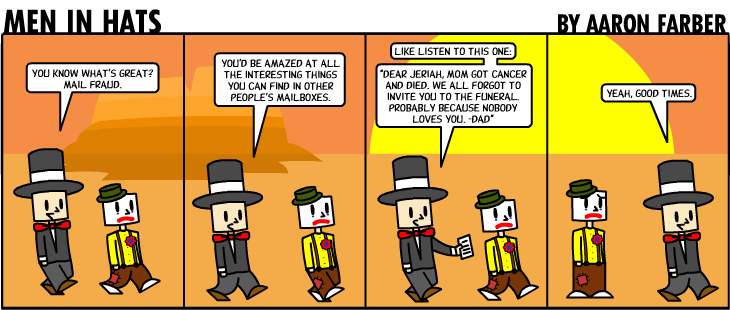 MEN IN HATS
BY AARON FARBER
YOU KNOW WHAT'S GREAT?
MAIL FRAUD.
YOU'D BE AMAZED AT ALL
THE INTERESTING THINGS
YOU CAN FIND IN OTHER
PEOPLE'S MAILBOXES.
LIKE LISTEN TO THIS ONE:
"DEAR JERIAH, MOM GOT CANCER
AND DIED. WE ALL FORGOT TO
INVITE YOU TO THE FUNERAL.
PROBABLY BECAUSE NOBODY
LOVES YOU. -DAD"
YEAH, GOOD TIMES.